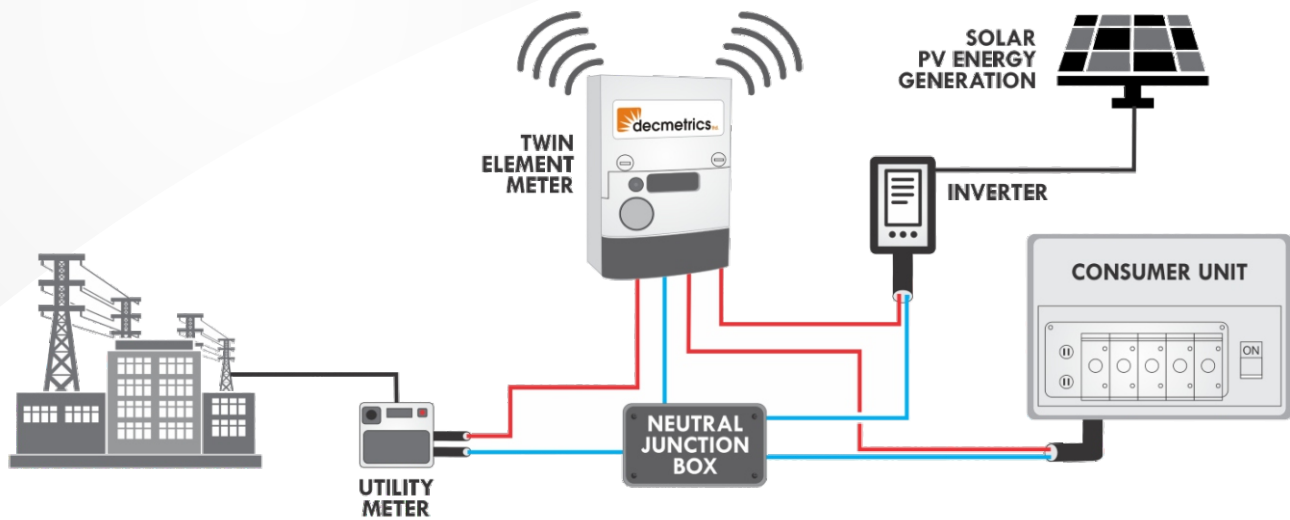 SOLAR
PV ENERGY
GENERATION
decmetrics
TWIN
ELEMENT
METER
INVERTER
CONSUMER UNIT
ON
NEUTRAL
JUNCTION
BOX
UTILITY
METER